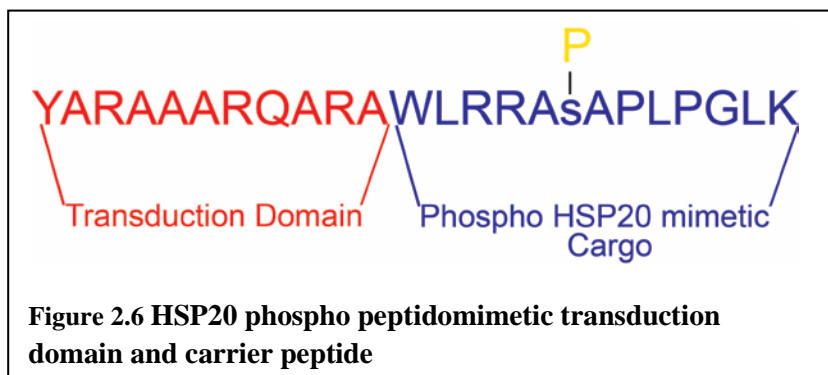 P
YARAAARQARAWLRRAsAPLPGLK
Transduction Domain Phospho HSP20 mimetic
Cargo
Figure 2.6 HSP20 phospho peptidomimetic transduction
domain and carrier peptide